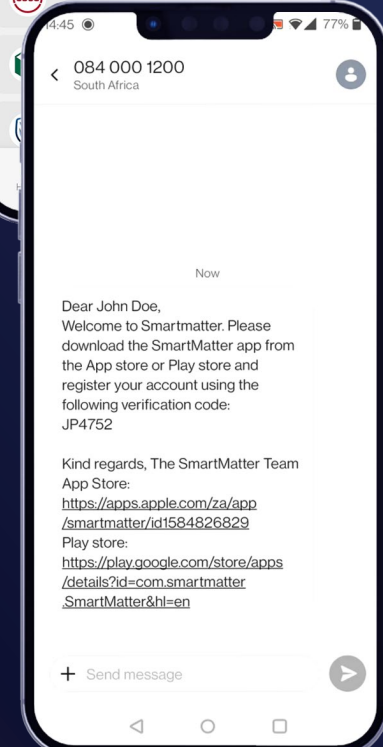 14:45
77%
084 000 1200
South Africa
Now
Dear John Doe,
Welcome to Smartmatter. Please
download the SmartMatter app from
the App store or Play store and
register your account using the
following verification code:
JP4752
Kind regards, The SmartMatter Team
App Store:
https://apps.apple.com/za/app
/smartmatter/id1584826829
Play store:
https://play.google.com/store/apps
/details?id=com.smartmatter
.SmartMatter&hl=en
Send message